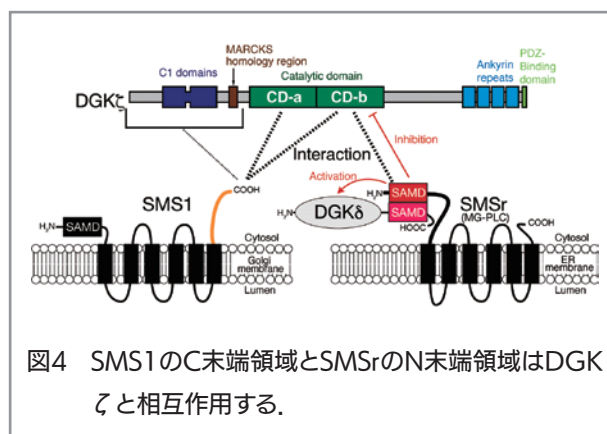 MARCKS
homology region
PDZ-
Binding
domain
C1 domains
Catalytic domain
Ankyrin
repeats
DGKζ
CD-a
CD-b
Inhibition
Interaction
Activation
COOH
H₂N
SAMD
SMS1
H₂N
SAMD
H₂N
DGKδ
SAMD
HOOC
SMSr
(MG-PLC)
COOH
Cytosol
Golgi
membrane
Lumen
Cytosol
ER
membrane
Lumen
図4 SMS1のC末端領域とSMSrのN末端領域はDGK
ζと相互作用する.